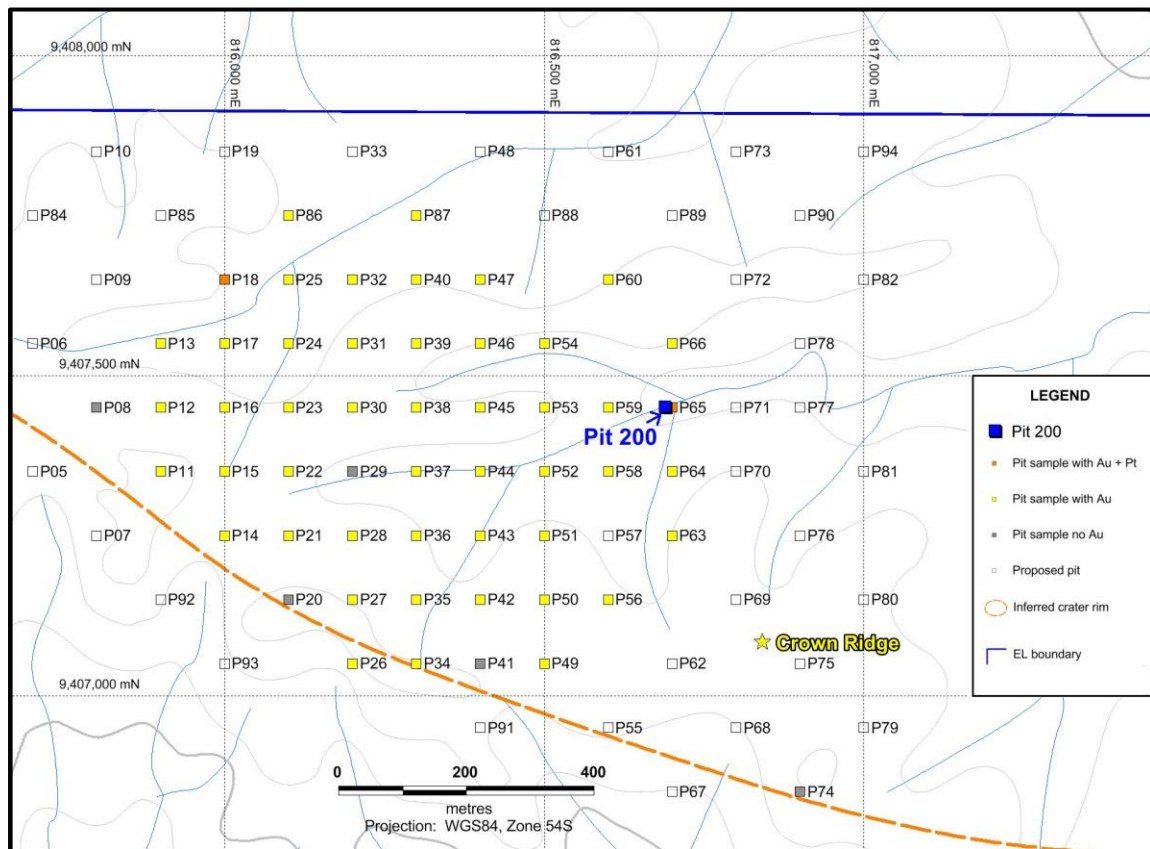 9,408,000 mN
816,000 mE
816,500 mE
817,000 mE
P10 P19 P33 P48 P61 P73 P94
P84 P85 P86 P87 P88 P89 P90
P09 P18 P25 P32 P40 P47 P60 P72 P82
P06 P13 P17 P24 P31 P39 P46 P54 P66 P78
9,407,500 mN
P08 P12 P16 P23 P30 P38 P45 P53 P59 P65 P71 P77
Pit 200
P05 P11 P15 P22 P29 P37 P44 P52 P58 P64 P70 P81
P07 P14 P21 P28 P36 P43 P51 P57 P63 P76
P92 P20 P27 P35 P42 P50 P56 P69 P80
Crown Ridge
P93 P26 P34 P41 P49 P62 P75
9,407,000 mN
P91 P55 P68 P79
P67 P74
0 200 400
metres
Projection: WGS84, Zone 54S
LEGEND
Pit 200
Pit sample with Au + Pt
Pit sample with Au
Pit sample no Au
Proposed pit
Inferred crater rim
EL boundary